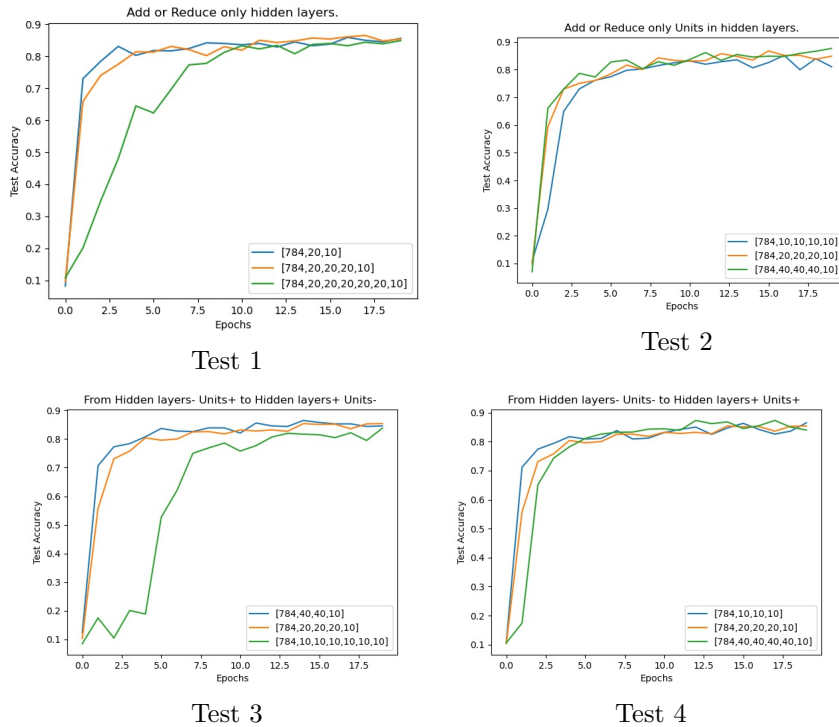 Add or Reduce only hidden layers.
0.9
0.8
0.7
0.6
0.5
0.4
0.3
0.2
0.1
Test Accuracy
[784,20,10]
[784,20,20,20,10]
[784,20,20,20,20,20,10]
0.0 2.5 5.0 7.5 10.0 12.5 15.0 17.5
Epochs
Test 1
Add or Reduce only Units in hidden layers.
0.9
0.8
0.7
0.6
0.5
0.4
0.3
0.2
0.1
Test Accuracy
[784,10,10,10,10]
[784,20,20,20,10]
[784,40,40,40,10]
0.0 2.5 5.0 7.5 10.0 12.5 15.0 17.5
Epochs
Test 2
From Hidden layers- Units+ to Hidden layers+ Units-
0.9
0.8
0.7
0.6
0.5
0.4
0.3
0.2
0.1
Test Accuracy
[784,40,40,10]
[784,20,20,20,10]
[784,10,10,10,10,10,10]
0.0 2.5 5.0 7.5 10.0 12.5 15.0 17.5
Epochs
Test 3
From Hidden layers- Units- to Hidden layers+ Units+
0.9
0.8
0.7
0.6
0.5
0.4
0.3
0.2
0.1
Test Accuracy
[784,10,10,10]
[784,20,20,20,10]
[784,40,40,40,40,10]
0.0 2.5 5.0 7.5 10.0 12.5 15.0 17.5
Epochs
Test 4